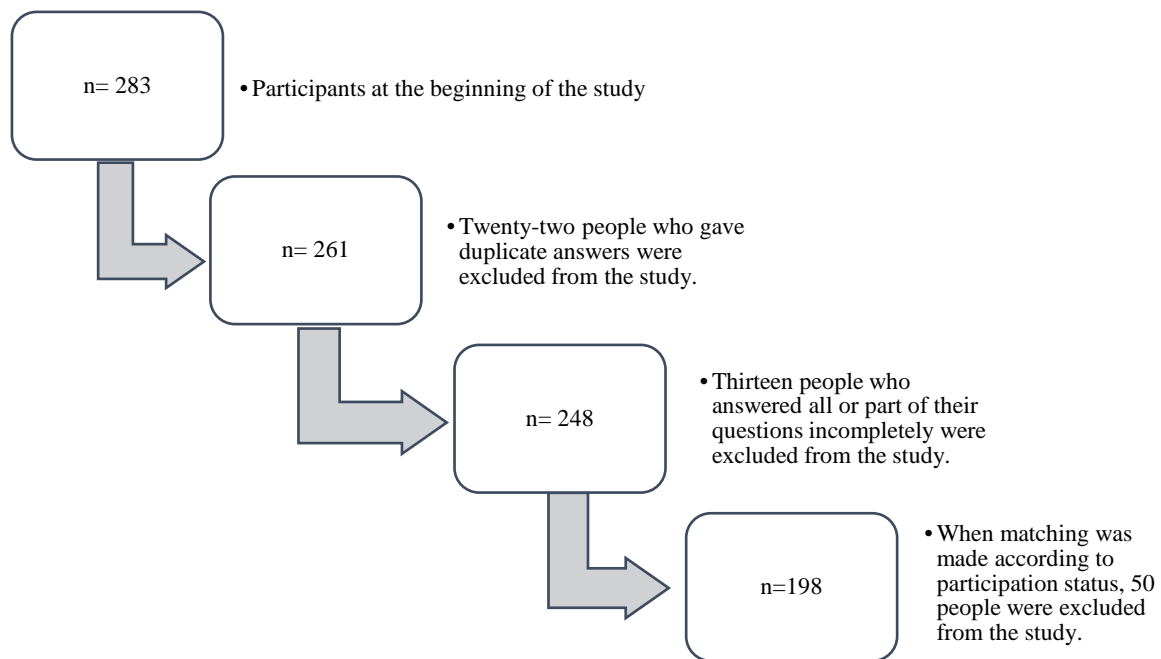 n= 283
•Participants at the beginning of the study
n= 261
•Twenty-two people who gave
duplicate answers were
excluded from the study.
n= 248
•Thirteen people who
answered all or part of their
questions incompletely were
excluded from the study.
n=198
•When matching was
made according to
participation status, 50
people were excluded
from the study.